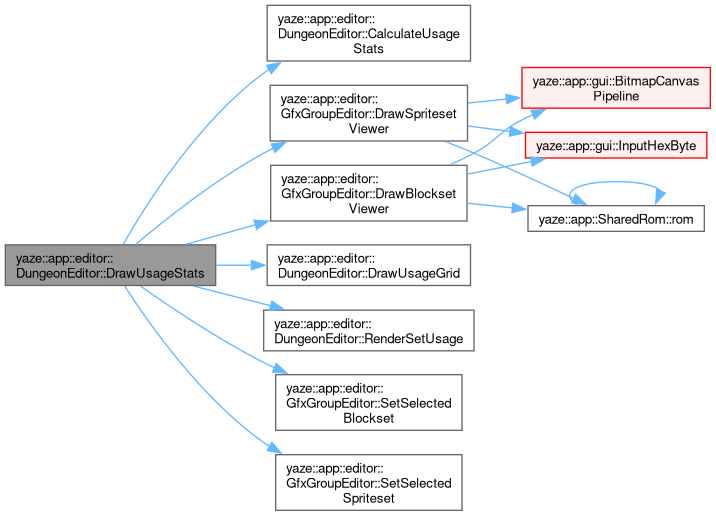 yaze::app::editor::
DungeonEditor::DrawUsageStats
yaze::app::editor::
DungeonEditor::CalculateUsage
Stats
yaze::app::editor::
GfxGroupEditor::DrawSpriteset
Viewer
yaze::app::editor::
GfxGroupEditor::DrawBlockset
Viewer
yaze::app::editor::
DungeonEditor::DrawUsageGrid
yaze::app::editor::
DungeonEditor::RenderSetUsage
yaze::app::editor::
GfxGroupEditor::SetSelected
Blockset
yaze::app::editor::
GfxGroupEditor::SetSelected
Spriteset
yaze::app::gui::BitmapCanvas
Pipeline
yaze::app::gui::InputHexByte
yaze::app::SharedRom::rom